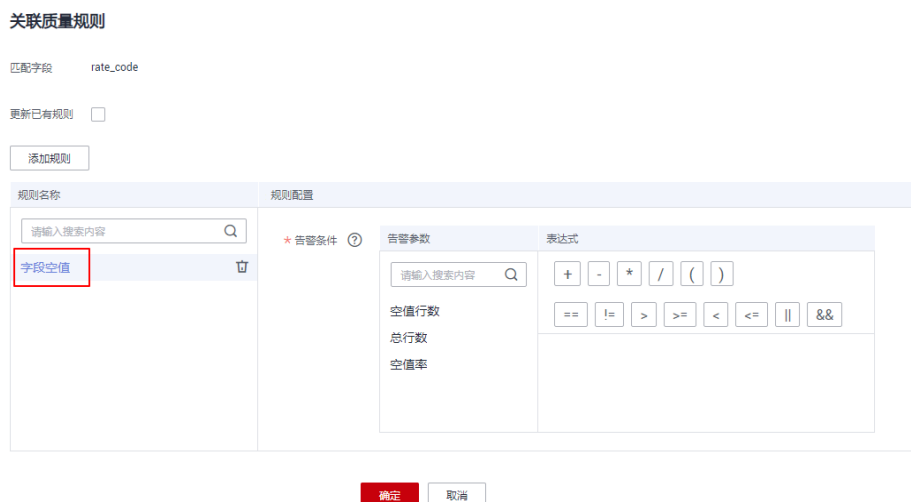 关联质量规则
匹配字段 rate_code
更新已有规则
添加规则
规则名称 规则配置
请输入搜索内容
字段空值
* 告警条件 ?
告警参数 表达式
请输入搜索内容
+ - * / ( )
== != > >= < <= || &&
空值行数
总行数
空值率
确定 取消